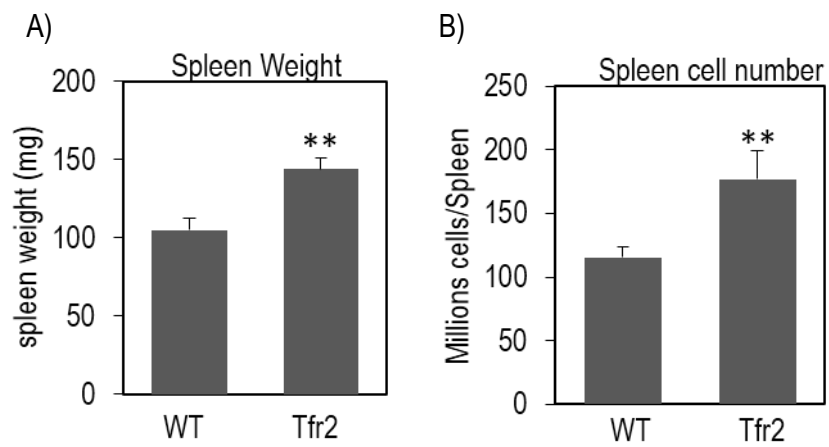 A)
Spleen Weight
spleen weight (mg)
200
150
100
50
0
**
WT
Tfr2
B)
Spleen cell number
Millions cells/Spleen
250
200
150
100
50
0
**
WT
Tfr2